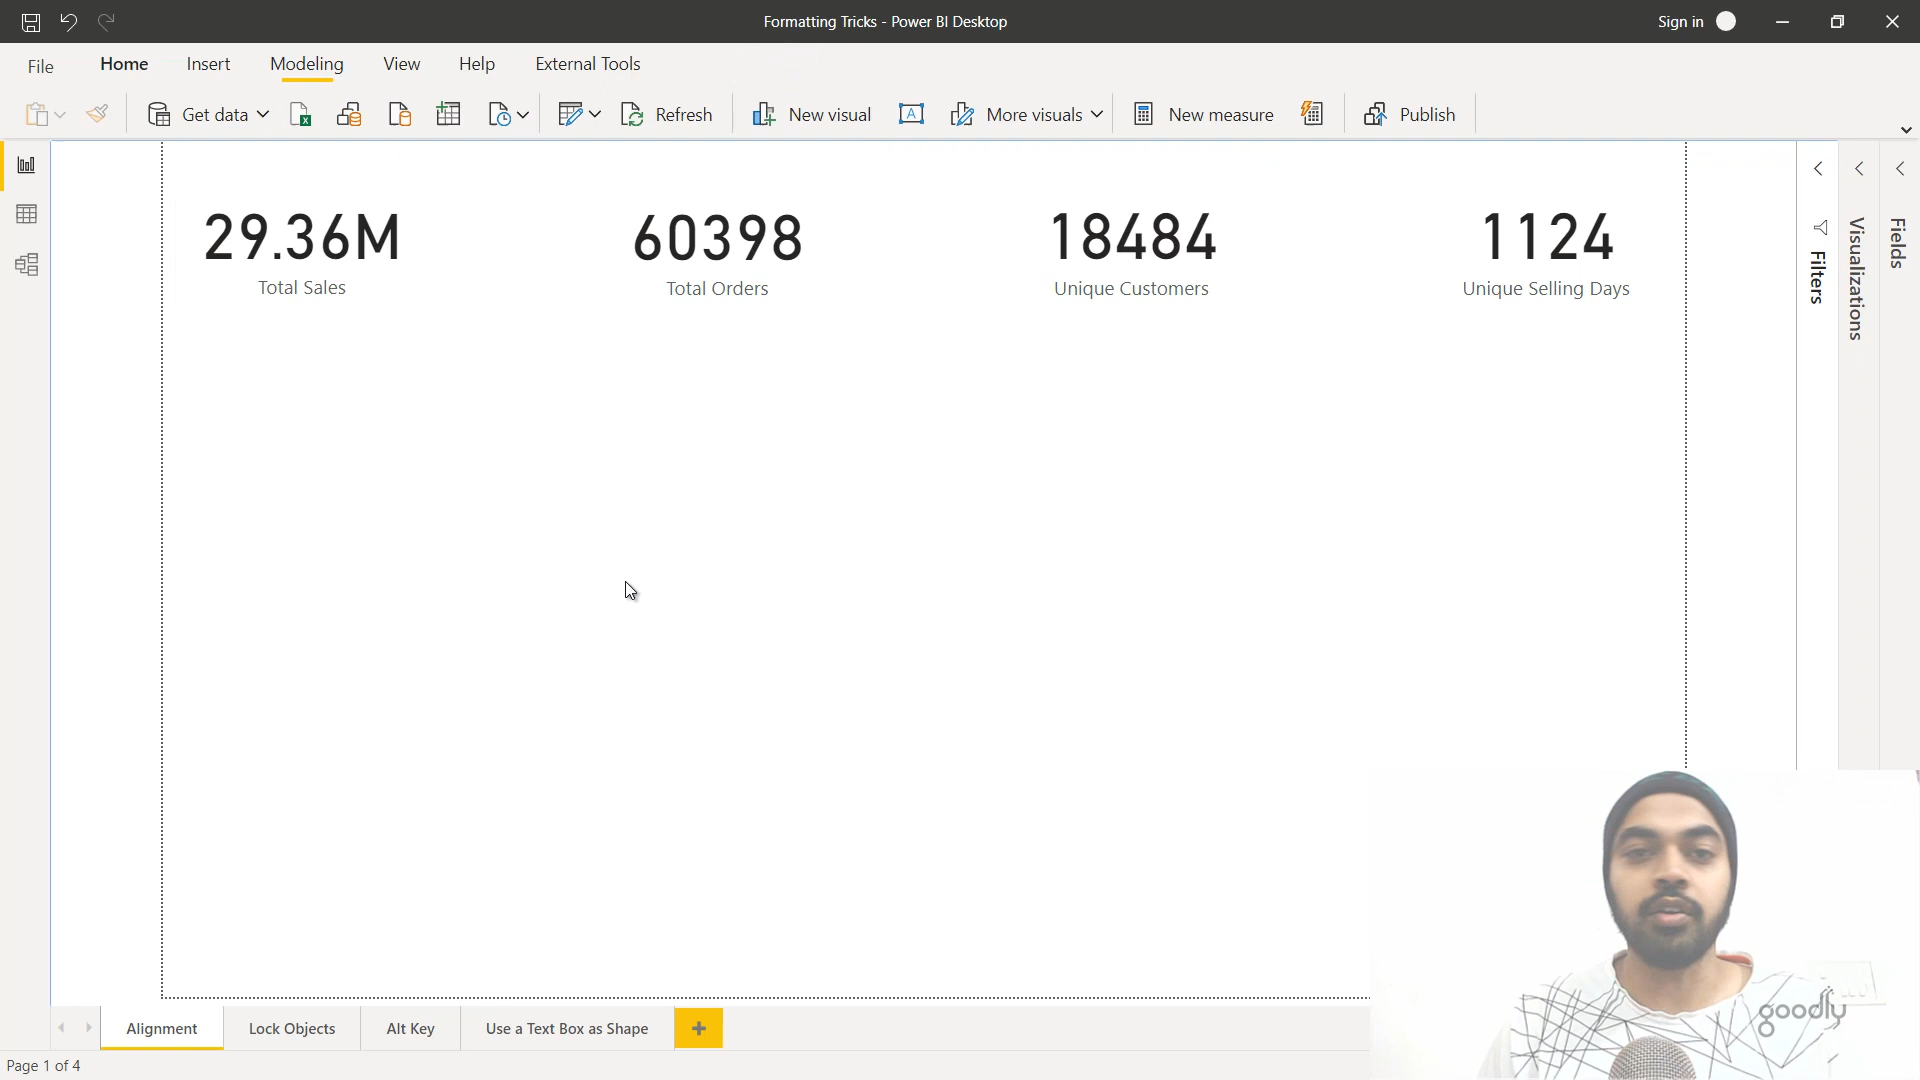 Formatting Tricks - Power BI Desktop
Sign in
File
Home
Insert
Modeling
View
Help
External Tools
Get data
Refresh
New visual
A
More visuals
New measure
Publish
29.36M
Total Sales
60398
Total Orders
18484
Unique Customers
1124
Unique Selling Days
Filters
Visualizations
Fields
goodly
Alignment
Lock Objects
Alt Key
Use a Text Box as Shape
Page 1 of 4